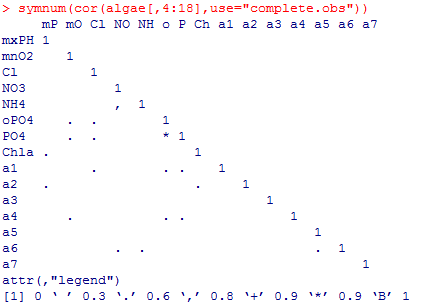 > symnum(cor(algae[,4:18],use="complete.obs"))
     mP mO Cl NO NH o P Ch a1 a2 a3 a4 a5 a6 a7
mxPH 1
mnO2    1
Cl         1
NO3           1
NH4           ,  1
oPO4    .  .        1
PO4     .  .        * 1
Chla .                  1
a1         .        . .    1
a2   .                  .     1
a3                               1
a4      .           . .             1
a5                                     1
a6            .  .                     .  1
a7                                           1
attr(,"legend")
[1] 0 ‘ ’ 0.3 ‘.’ 0.6 ‘,’ 0.8 ‘+’ 0.9 ‘*’ 0.9 ‘B’ 1